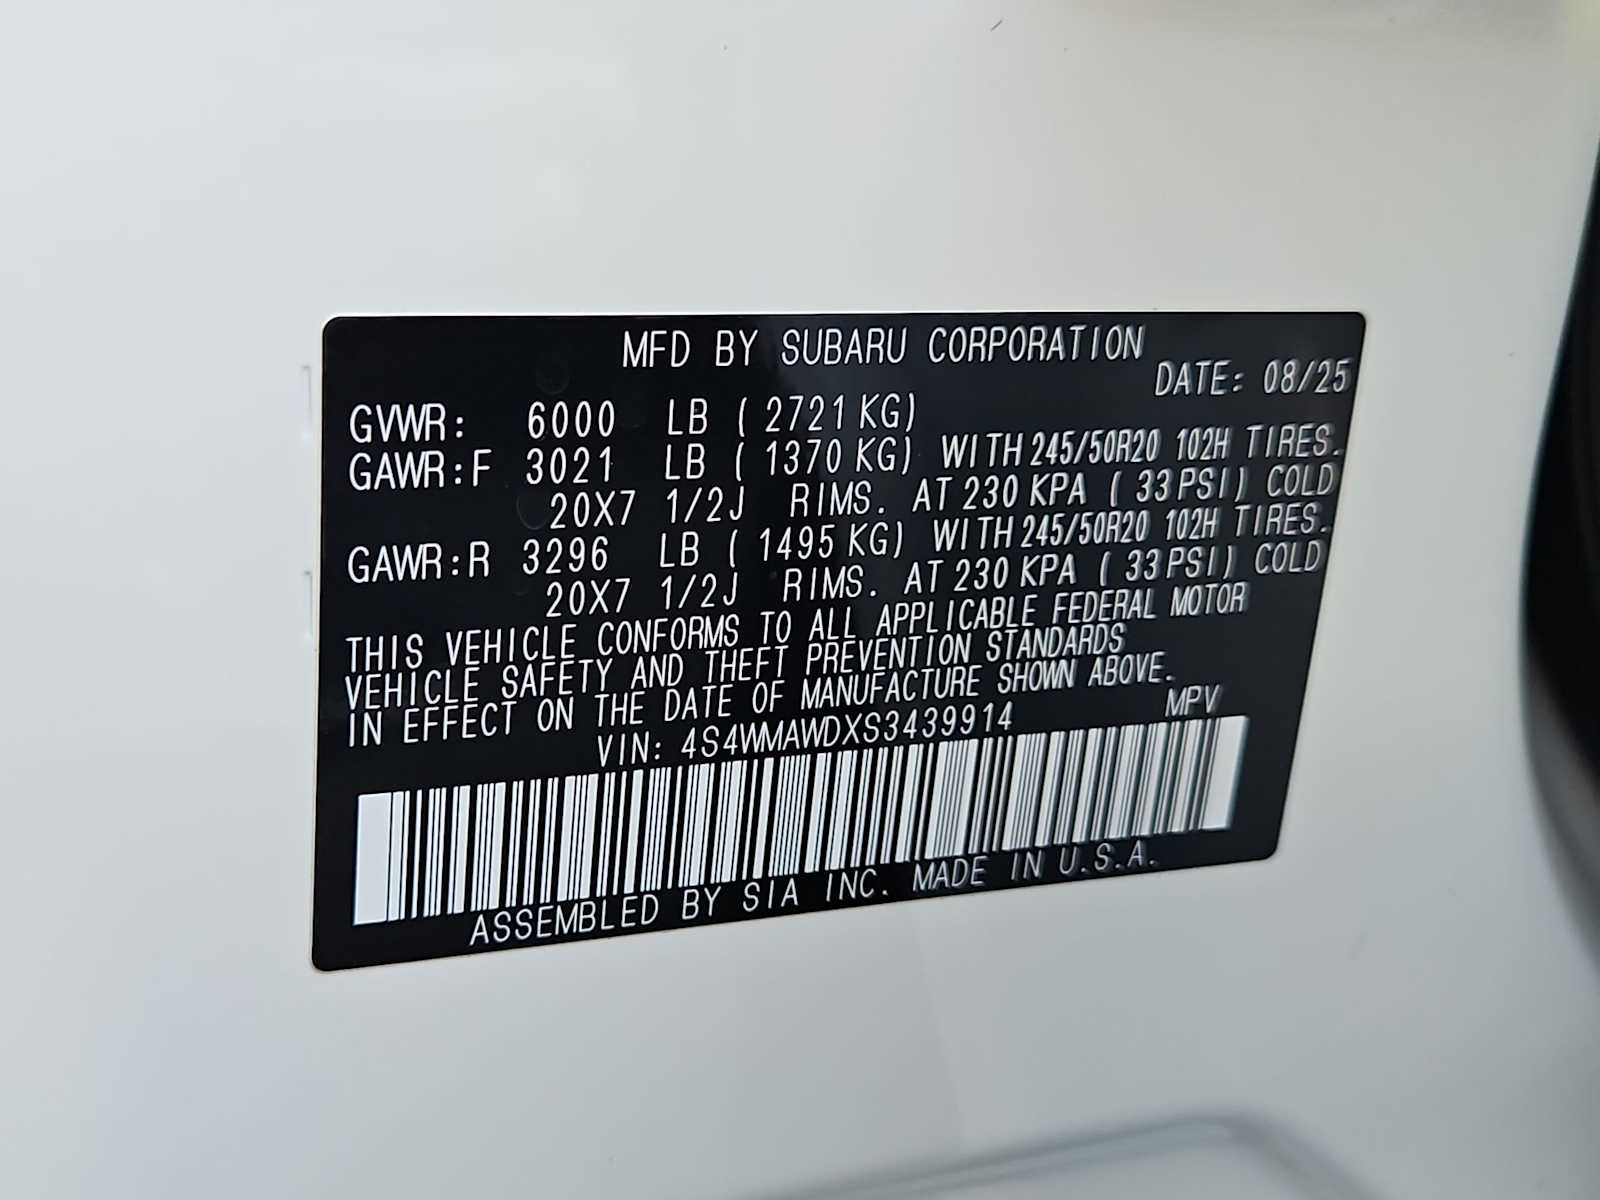 MFD BY SUBARU CORPORATION
DATE: 08/25
GVWR: 6000 LB ( 2721 KG)
GAWR:F 3021 LB ( 1370 KG) WITH 245/50R20 102H TIRES.
20X7 1/2J RIMS. AT 230 KPA ( 33 PSI) COLD
GAWR:R 3296 LB ( 1495 KG) WITH 245/50R20 102H TIRES.
20X7 1/2J RIMS. AT 230 KPA ( 33 PSI) COLD
THIS VEHICLE CONFORMS TO ALL APPLICABLE FEDERAL MOTOR
VEHICLE SAFETY AND THEFT PREVENTION STANDARDS
IN EFFECT ON THE DATE OF MANUFACTURE SHOWN ABOVE.
VIN: 4S4WMAWDXS3439914 MPV
ASSEMBLED BY SIA INC. MADE IN U.S.A.